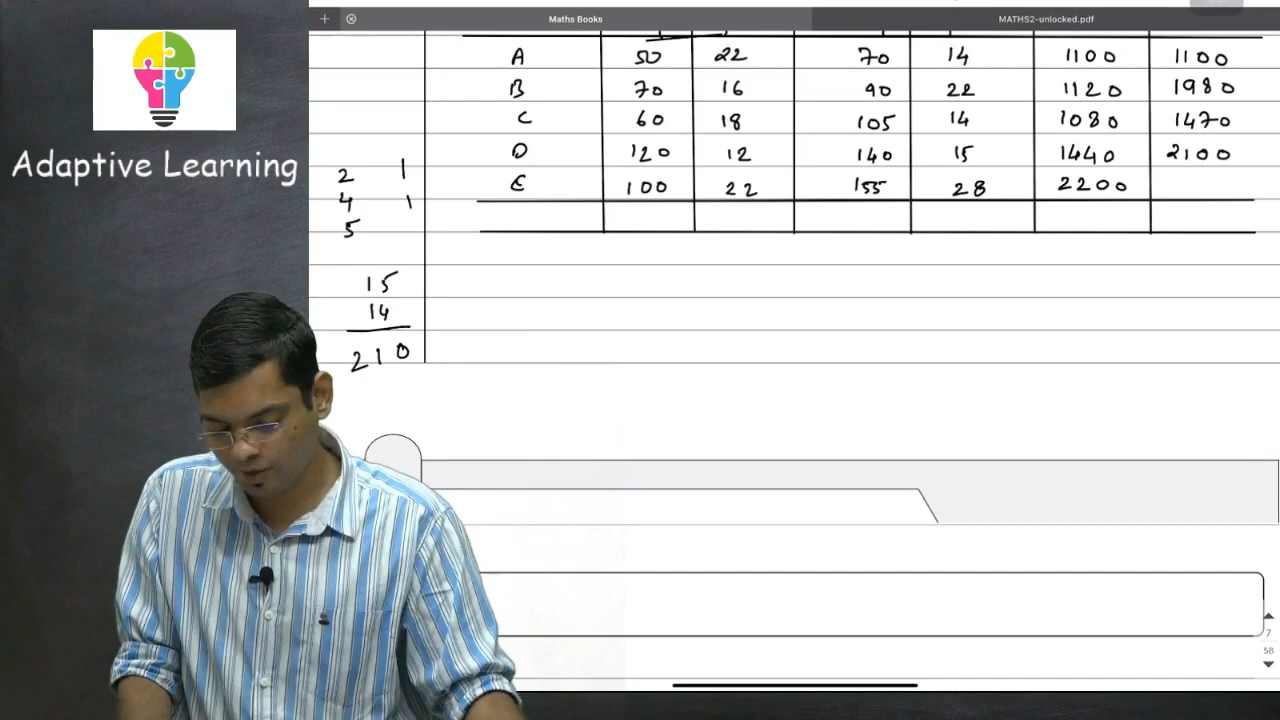 Maths Books MATHS2-unlocked.pdf
A 50 22 70 14 1100 1100
B 70 16 90 22 1120 1980
C 60 18 105 14 1080 1470
D 120 12 140 15 1440 2100
E 100 22 155 28 2200
Adaptive Learning
2 1
4 1
5
15
14
210
7
58